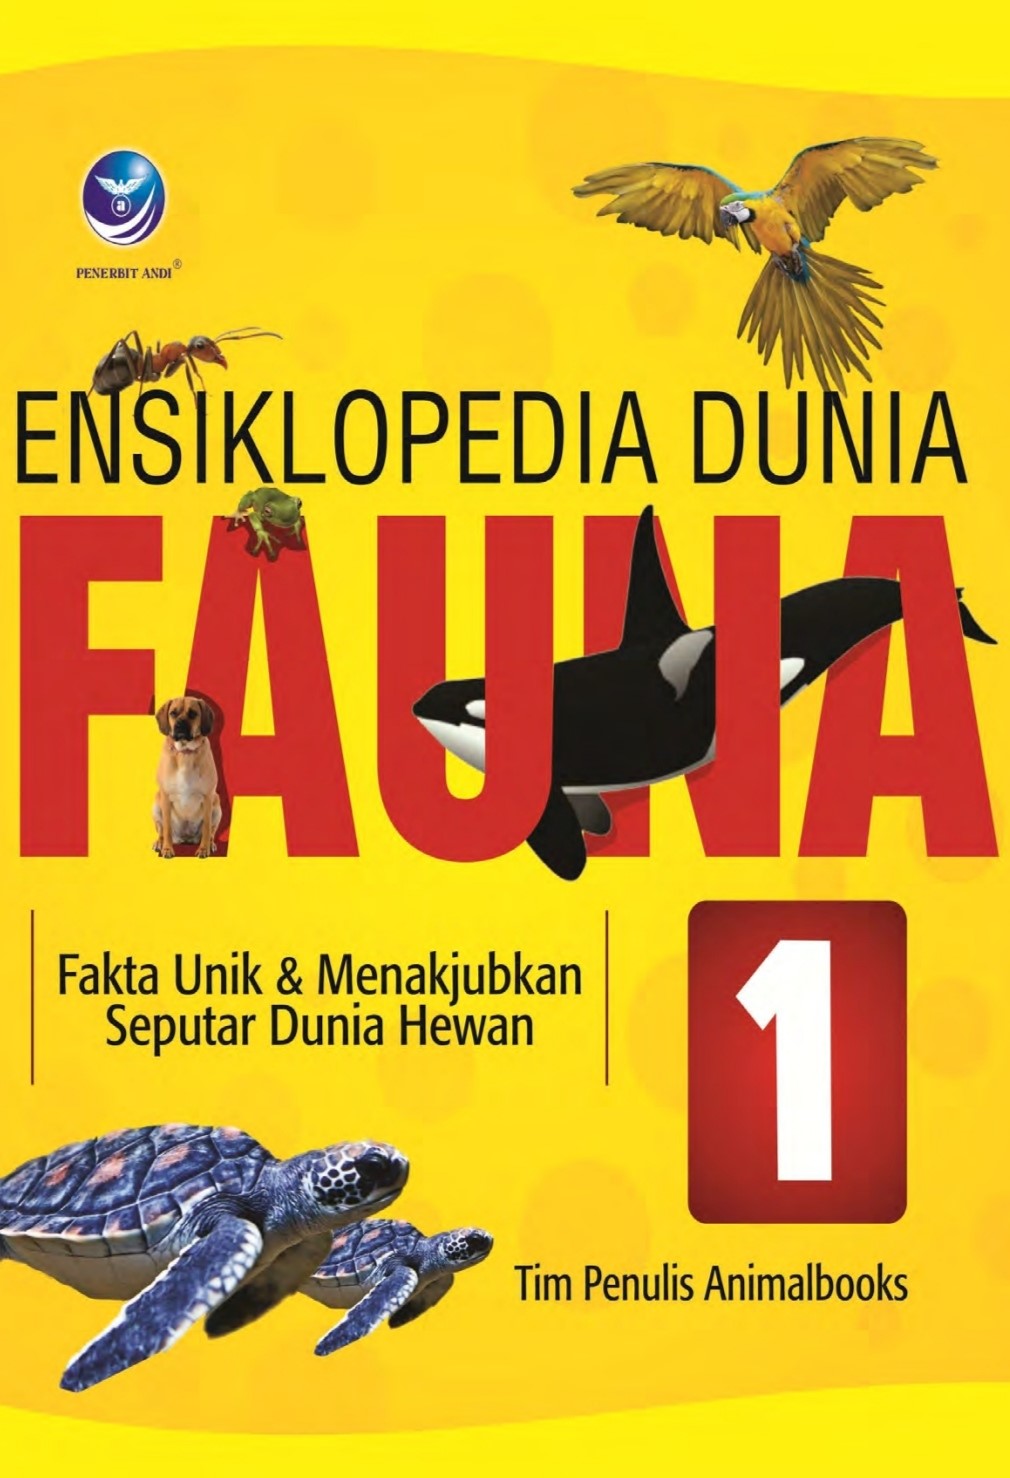 PENERBIT ANDI®
ENSIKLOPEDIA DUNIA
FAUNA
Fakta Unik & Menakjubkan
Seputar Dunia Hewan
1
Tim Penulis Animalbooks